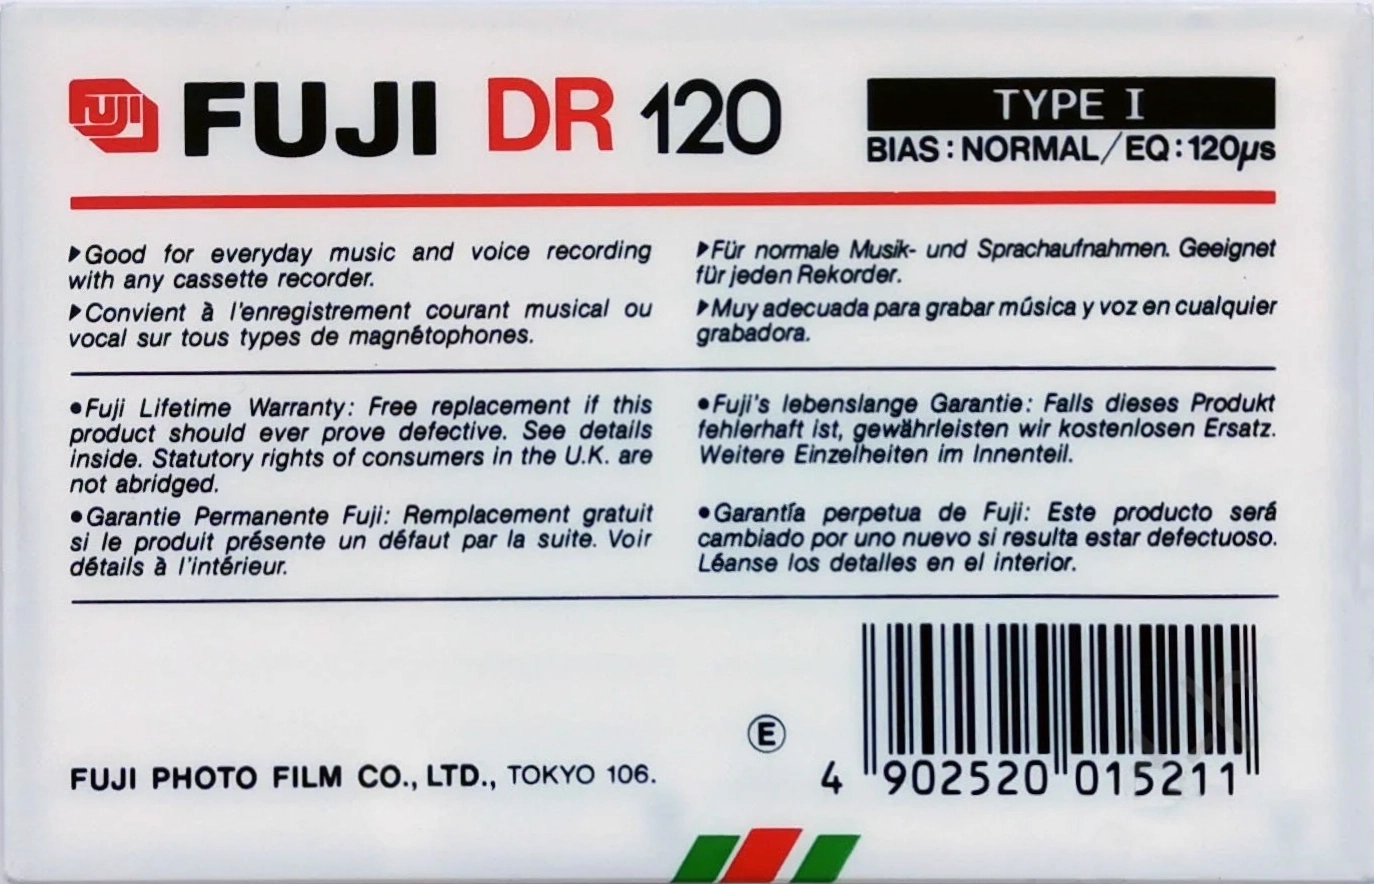 FUJI FUJI DR 120
TYPE I
BIAS : NORMAL/EQ : 120µs
▶Good for everyday music and voice recording
with any cassette recorder.
▶Convient à l'enregistrement courant musical ou
vocal sur tous types de magnétophones.
▶Für normale Musik- und Sprachaufnahmen. Geeignet
für jeden Rekorder.
▶Muy adecuada para grabar música y voz en cualquier
grabadora.
●Fuji Lifetime Warranty: Free replacement if this
product should ever prove defective. See details
inside. Statutory rights of consumers in the U.K. are
not abridged.
●Garantie Permanente Fuji: Remplacement gratuit
si le produit présente un défaut par la suite. Voir
détails à l'intérieur.
●Fuji's lebenslange Garantie: Falls dieses Produkt
fehlerhaft ist, gewährleisten wir kostenlosen Ersatz.
Weitere Einzelheiten im Innenteil.
●Garantía perpetua de Fuji: Este producto será
cambiado por uno nuevo si resulta estar defectuoso.
Léanse los detalles en el interior.
FUJI PHOTO FILM CO., LTD., TOKYO 106.
E
4 902520 015211